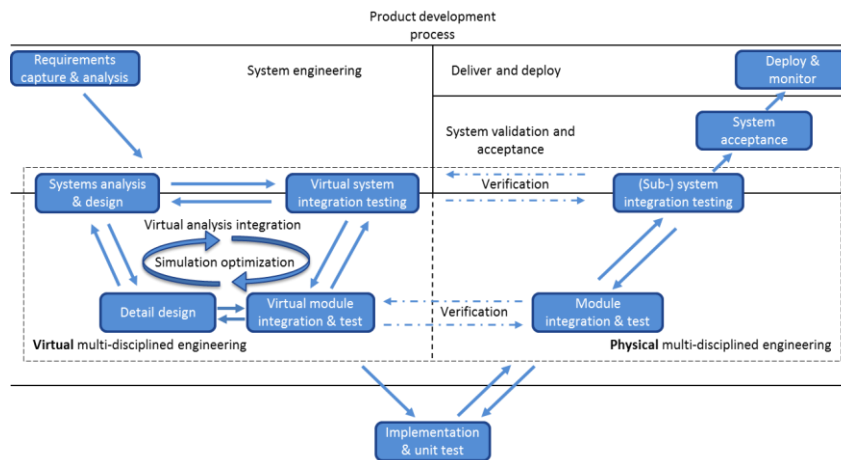 Product development
process
Requirements
capture & analysis
System engineering
Deliver and deploy
Deploy &
monitor
System validation and
acceptance
System
acceptance
Systems analysis
& design
Virtual system
integration testing
Verification
(Sub-) system
integration testing
Virtual analysis integration
Simulation optimization
Detail design
Virtual module
integration & test
Verification
Module
integration & test
Virtual multi-disciplined engineering
Physical multi-disciplined engineering
Implementation
& unit test